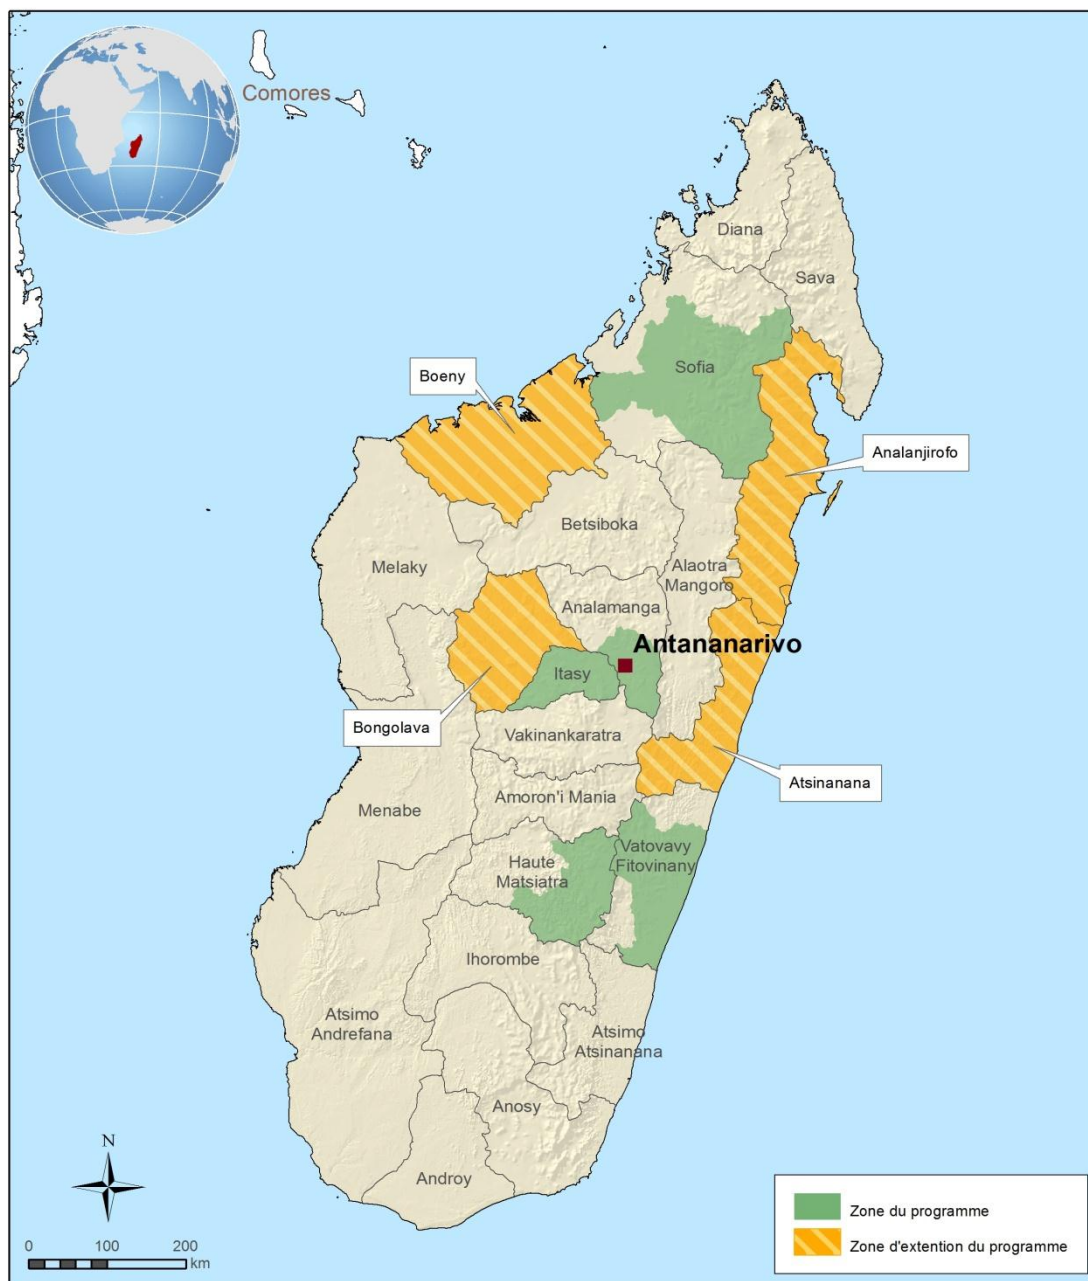 Comores
Diana
Sava
Sofia
Boeny
Analanjirofo
Betsiboka
Melaky
Alaotra
Mangoro
Analamanga
Antananarivo
Itasy
Bongolava
Vakinankaratra
Atsinanana
Amoron'i Mania
Menabe
Vatovavy
Fitovinany
Haute
Matsiatra
Ihorombe
Atsimo
Andrefana
Atsimo
Atsinanana
Anosy
Androy
N
0 100 200
km
Zone du programme
Zone d'extention du programme